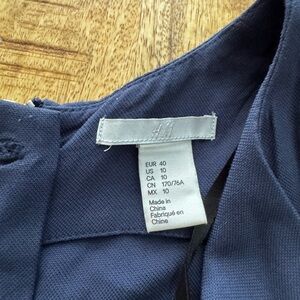 H&M
EUR 40
US 10
CA 10
CN 170/76A
MX 10
Made in
China
Fabriqué en
Chine